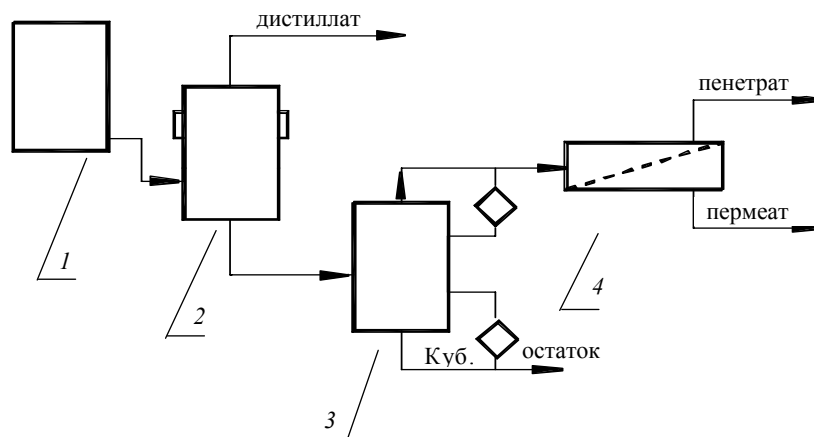 дистиллат
пенетрат
пермеат
1
2
4
Куб. остаток
3